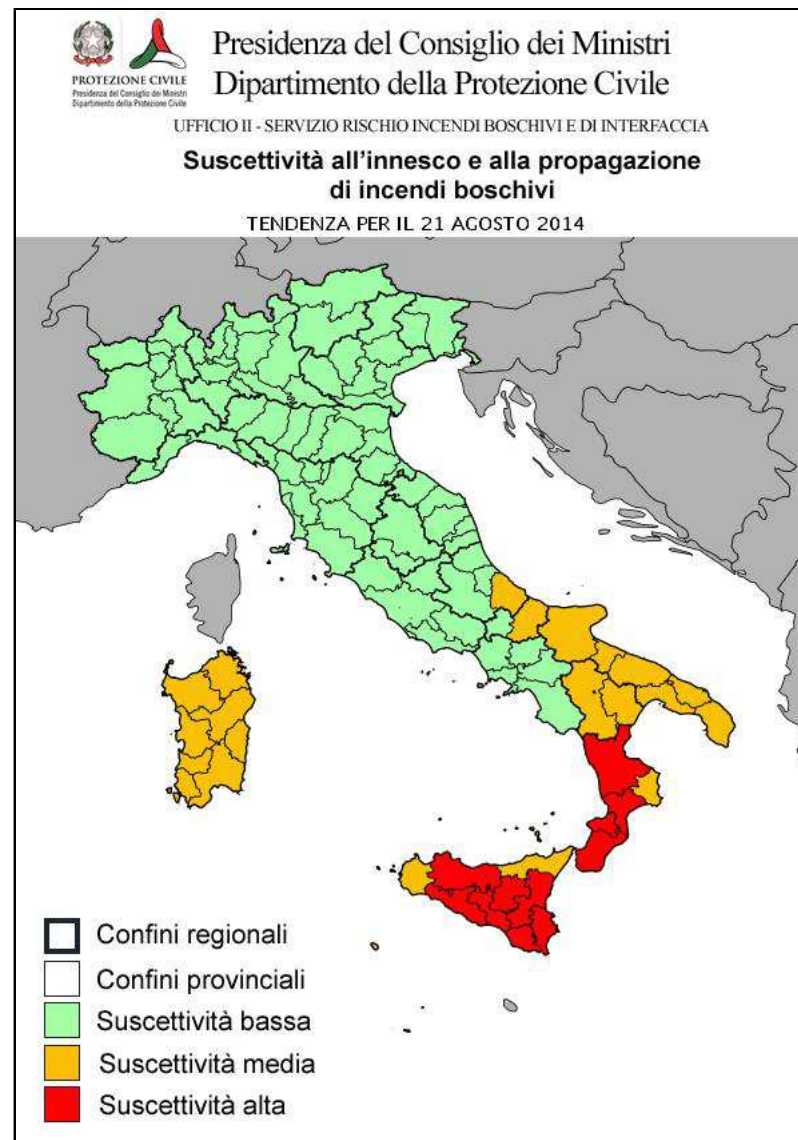 PROTEZIONE CIVILE
Presidenza del Consiglio dei Ministri
Dipartimento della Protezione Civile
Presidenza del Consiglio dei Ministri
Dipartimento della Protezione Civile
UFFICIO II - SERVIZIO RISCHIO INCENDI BOSCHIVI E DI INTERFACCIA
Suscettività all'innesco e alla propagazione
di incendi boschivi
TENDENZA PER IL 21 AGOSTO 2014
Confini regionali
Confini provinciali
Suscettività bassa
Suscettività media
Suscettività alta